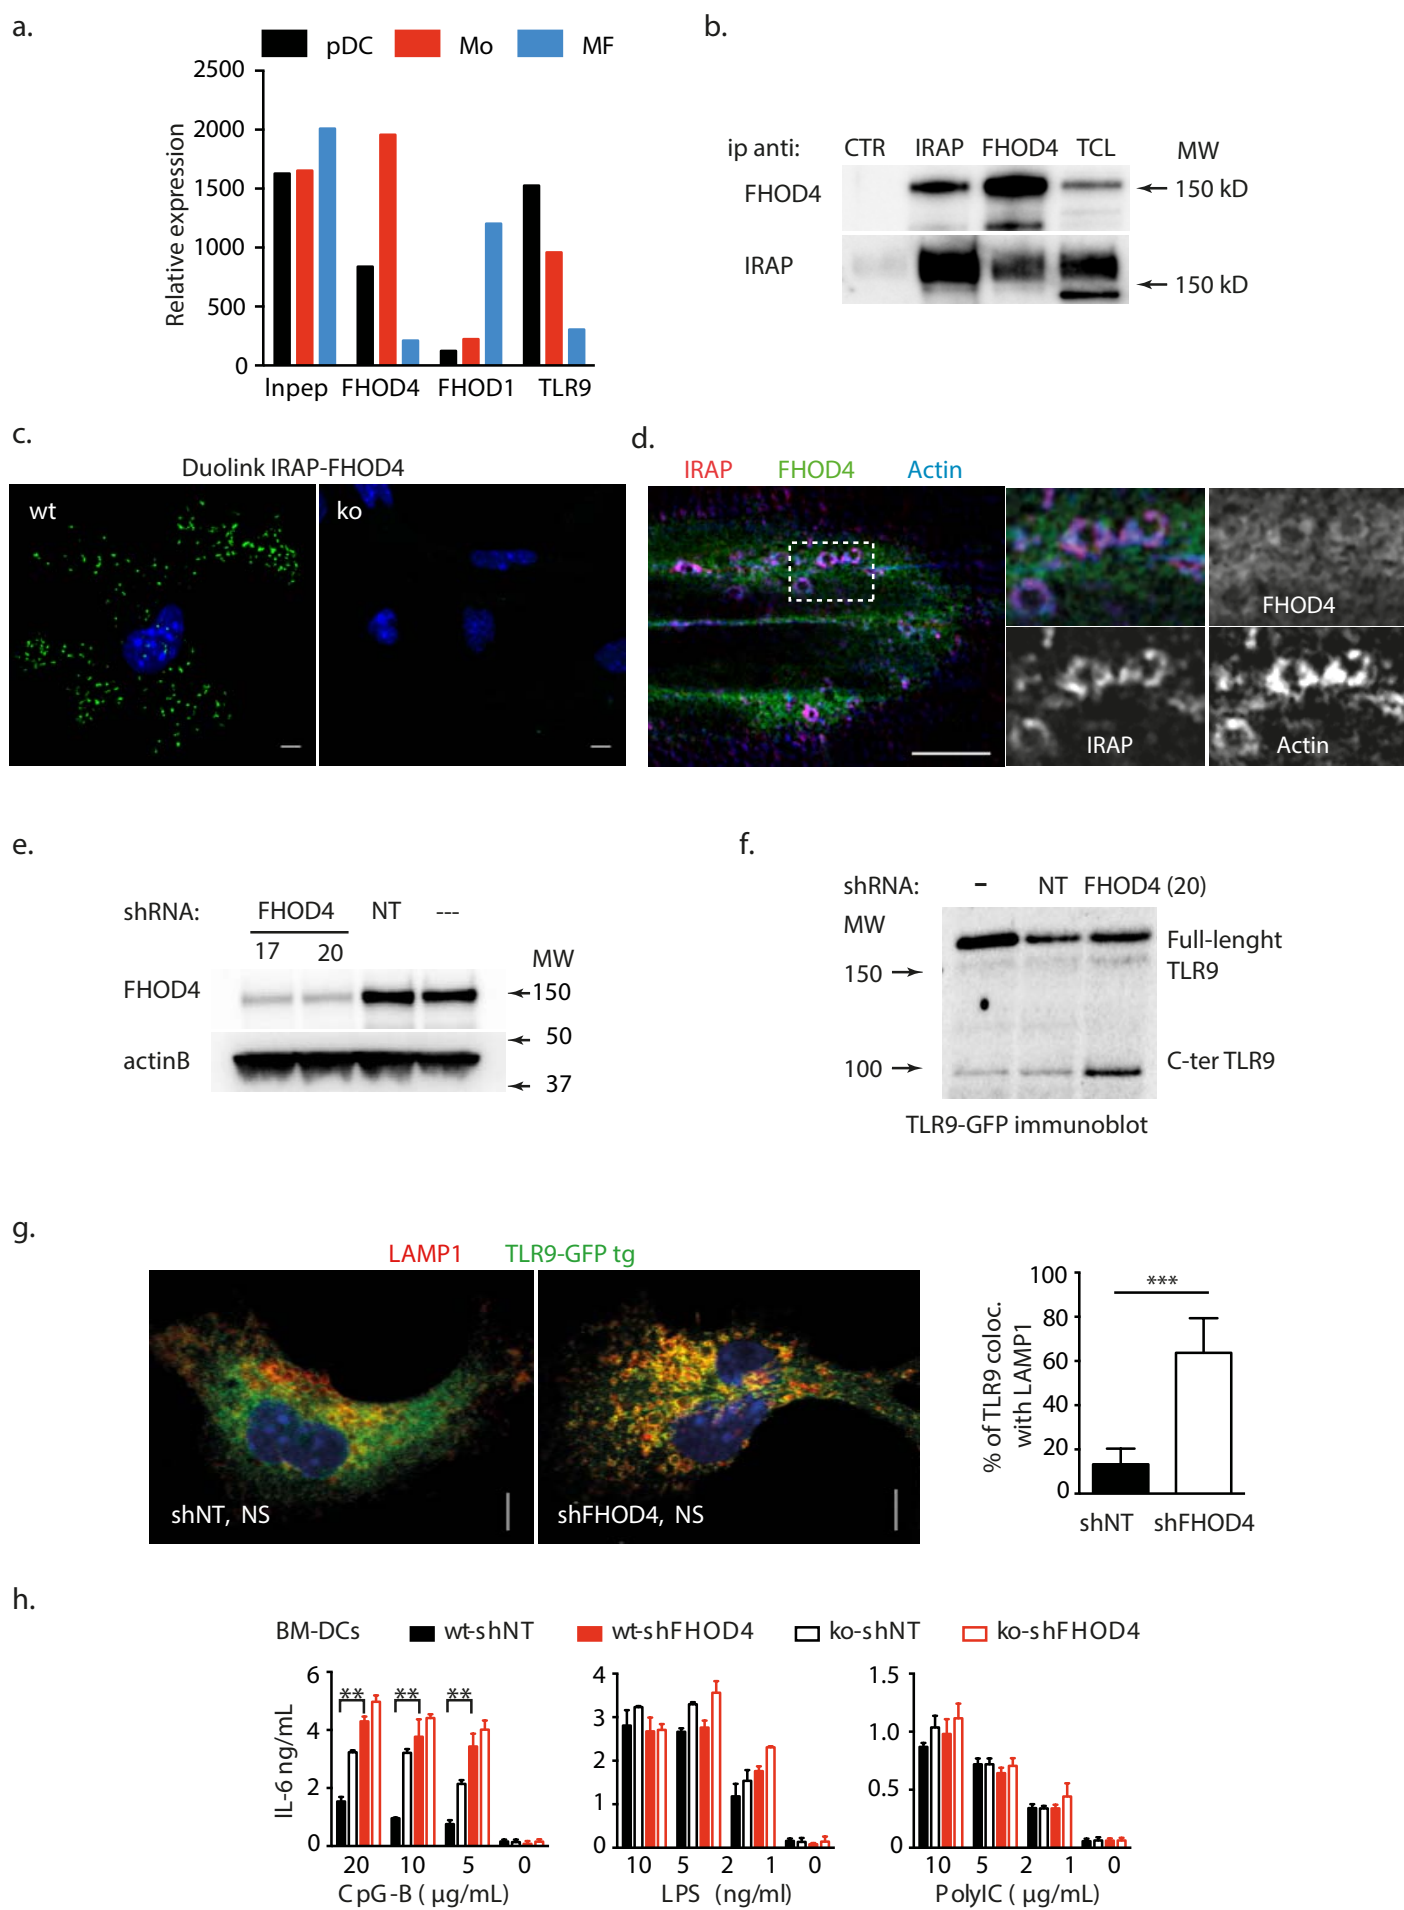 a.
pDC Mo MF
2500
2000
1500
1000
500
0
Relative expression
Inpep FHOD4 FHOD1 TLR9
b.
ip anti: CTR IRAP FHOD4 TCL MW
FHOD4 150 kD
IRAP 150 kD
c.
Duolink IRAP-FHOD4
wt ko
d.
IRAP FHOD4 Actin
FHOD4
IRAP Actin
e.
shRNA: FHOD4 NT ---
17 20
MW
FHOD4 150
50
actinB
37
f.
shRNA: – NT FHOD4 (20)
MW
Full-lenght
TLR9
150
100 C-ter TLR9
TLR9-GFP immunoblot
g.
LAMP1 TLR9-GFP tg
shNT, NS shFHOD4, NS
% of TLR9 coloc.
with LAMP1
100
80
60
40
20
0
***
shNT shFHOD4
h.
BM-DCs wt-shNT wt-shFHOD4 ko-shNT ko-shFHOD4
IL-6 ng/mL
6
4
2
0
** ** **
20 10 5 0
CpG-B ( µg/mL)
4
3
2
1
0
10 5 2 1 0
LPS (ng/ml)
1.5
1.0
0.5
0
10 5 2 1 0
PolyIC ( µg/mL)